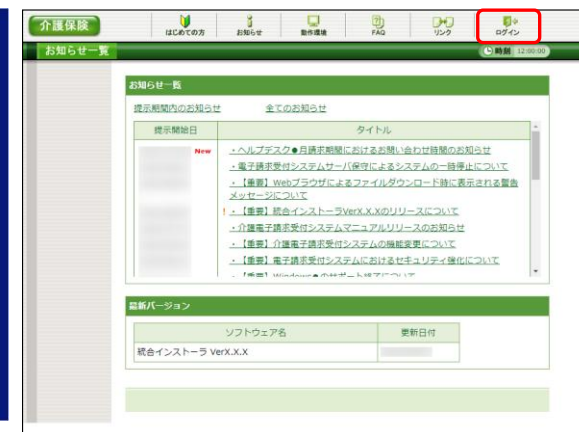 介護保険
はじめての方 お知らせ 動作環境 FAQ リンク ログイン
お知らせ一覧 時刻 12:00:00
お知らせ一覧
提示期間内のお知らせ 全てのお知らせ
提示開始日 タイトル
New ・ヘルプデスク●月請求期間におけるお問い合わせ時間のお知らせ
・電子請求受付システムサーバ保守によるシステムの一時停止について
・【重要】Webブラウザによるファイルダウンロード時に表示される警告
メッセージについて
! ・【重要】統合インストーラVerX.X.Xのリリースについて
・介護電子請求受付システムマニュアルリリースのお知らせ
・【重要】介護電子請求受付システムの機能変更について
・【重要】電子請求受付システムにおけるセキュリティ強化について
・【重要】Windows●のサポート終了について
最新バージョン
ソフトウェア名 更新日付
統合インストーラ VerX.X.X